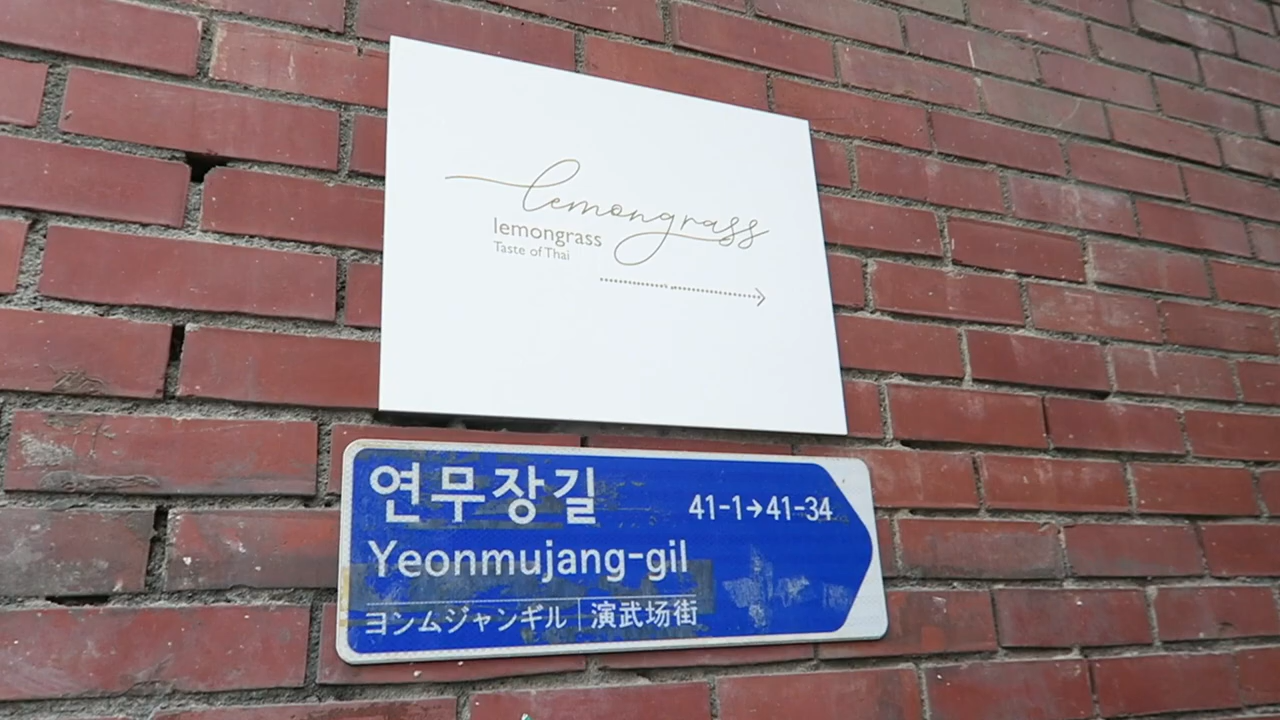 lemongrass
lemongrass
Taste of Thai
연무장길
41-1→41-34
Yeonmujang-gil
ヨンムジャンギル | 演武场街